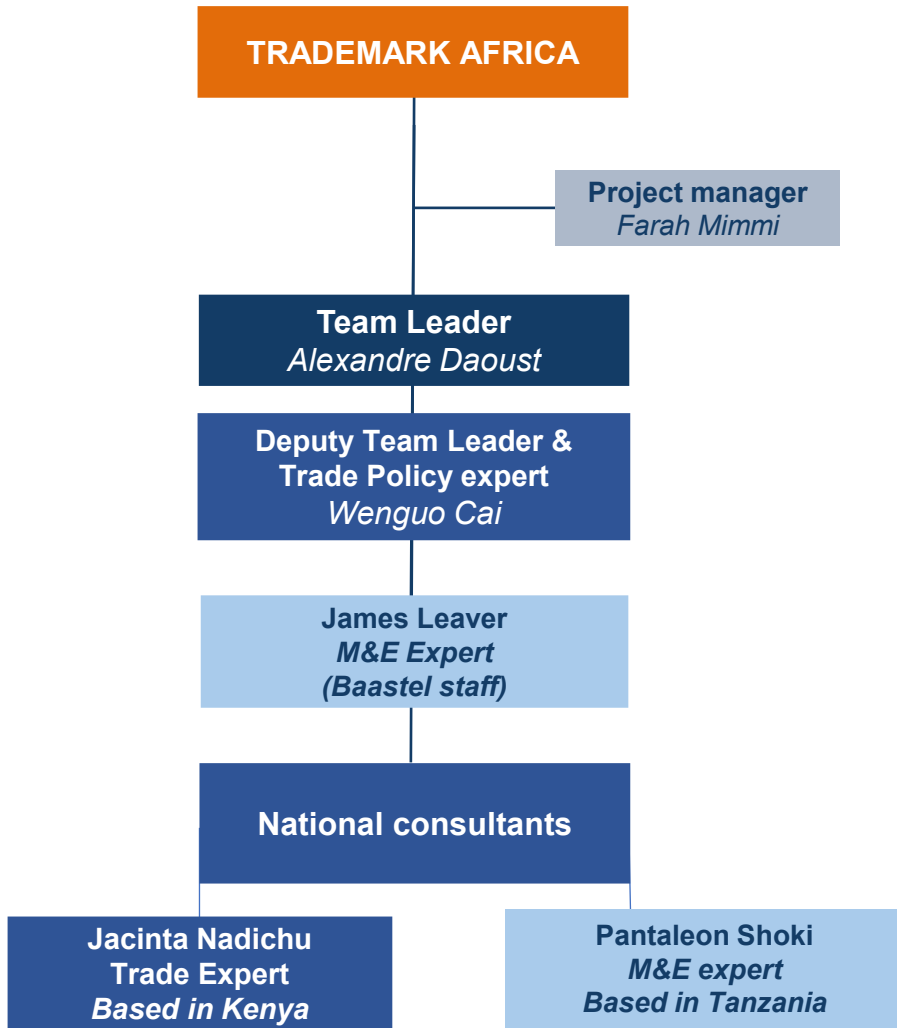 TRADEMARK AFRICA
Project manager
Farah Mimmi
Team Leader
Alexandre Daoust
Deputy Team Leader &
Trade Policy expert
Wenguo Cai
James Leaver
M&E Expert
(Baastel staff)
National consultants
Jacinta Nadichu
Trade Expert
Based in Kenya
Pantaleon Shoki
M&E expert
Based in Tanzania